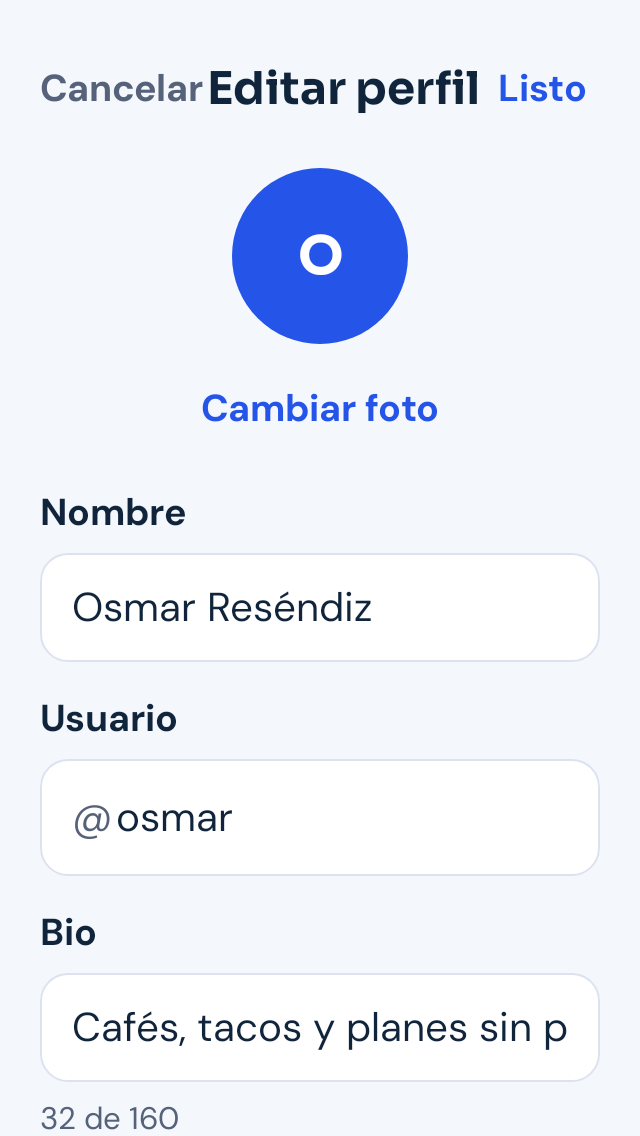 Cancelar Editar perfil Listo
O
Cambiar foto
Nombre
Osmar Reséndiz
Usuario
@osmar
Bio
Cafés, tacos y planes sin p
32 de 160